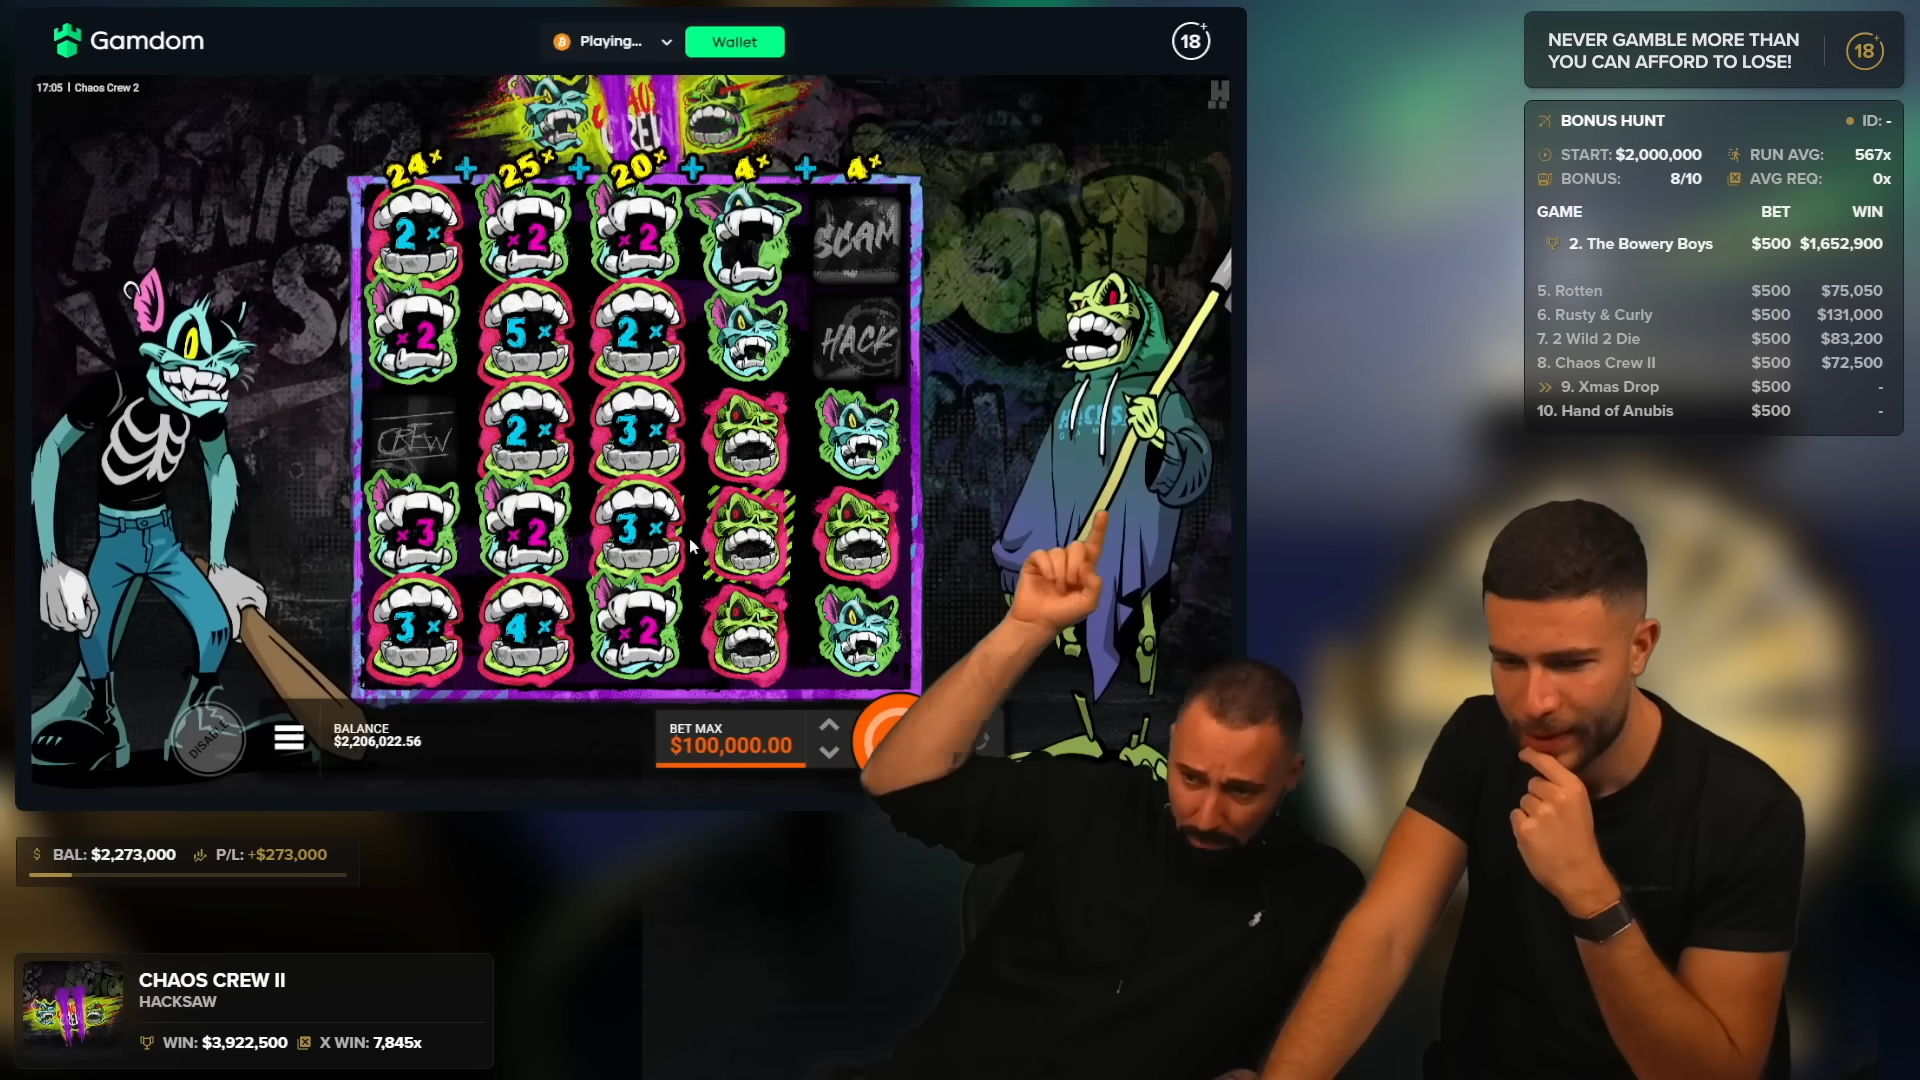 Gamdom
Playing...
Wallet
18+
17:05 | Chaos Crew 2
CREW
24x + 25x + 20x + 4x + 4x
2x x2 x2 SCAM
x2 5x 2x HACK
CREW 2x 3x
x3 x2 3x
3x 4x x2
DISABLE
BALANCE
$2,206,022.56
BET MAX
$100,000.00
BAL: $2,273,000 P/L: +$273,000
CHAOS CREW II
HACKSAW
WIN: $3,922,500 X WIN: 7,845x
NEVER GAMBLE MORE THAN
YOU CAN AFFORD TO LOSE!
18+
BONUS HUNT ID: -
START: $2,000,000 RUN AVG: 567x
BONUS: 8/10 AVG REQ: 0x
GAME BET WIN
2. The Bowery Boys $500 $1,652,900
5. Rotten $500 $75,050
6. Rusty & Curly $500 $131,000
7. 2 Wild 2 Die $500 $83,200
8. Chaos Crew II $500 $72,500
9. Xmas Drop $500 -
10. Hand of Anubis $500 -